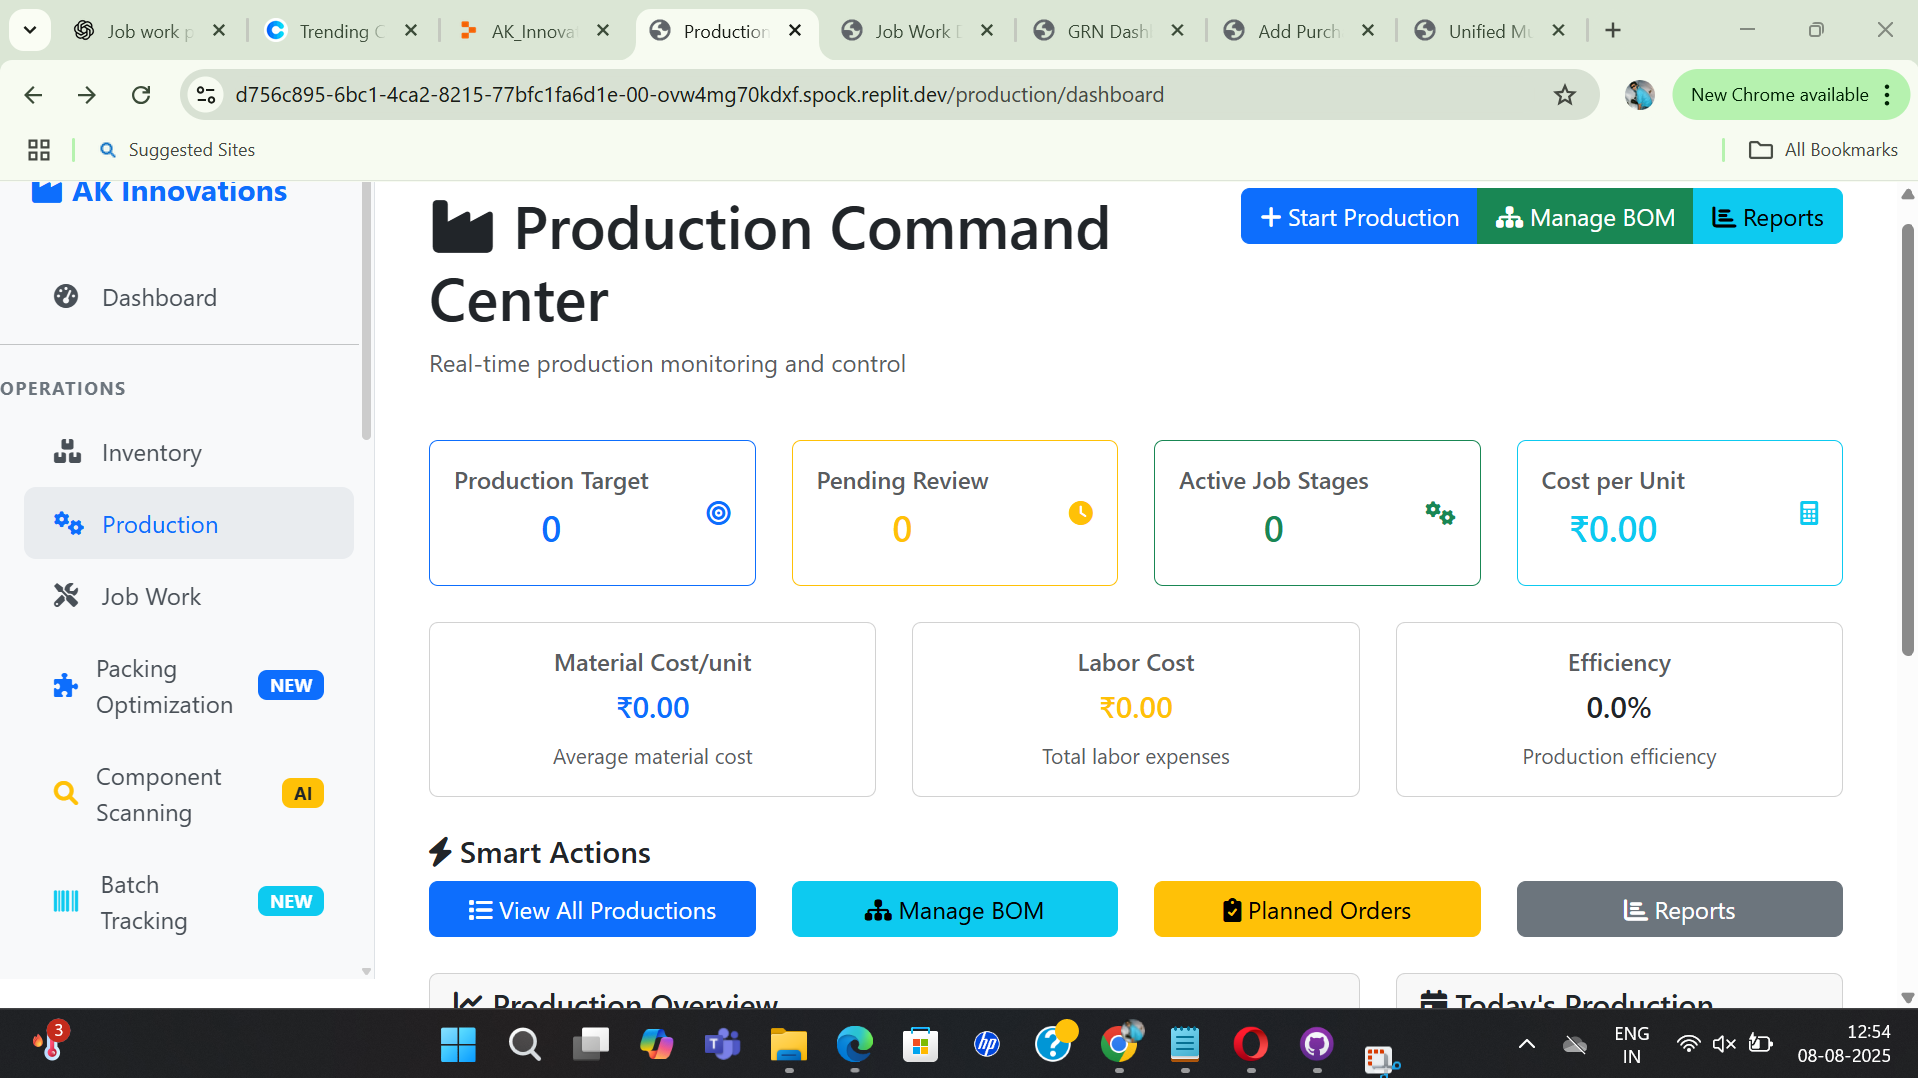 Job work p
Trending C
AK_Innova
Production
Job Work D
GRN Dash
Add Purch
Unified Mu
d756c895-6bc1-4ca2-8215-77bfc1fa6d1e-00-ovw4mg70kdxf.spock.replit.dev/production/dashboard
New Chrome available
Suggested Sites
All Bookmarks
AK Innovations
Dashboard
OPERATIONS
Inventory
Production
Job Work
Packing
Optimization
NEW
Component
Scanning
AI
Batch
Tracking
NEW
Production Command
Center
Start Production
Manage BOM
Reports
Real-time production monitoring and control
Production Target
0
Pending Review
0
Active Job Stages
0
Cost per Unit
₹0.00
Material Cost/unit
₹0.00
Average material cost
Labor Cost
₹0.00
Total labor expenses
Efficiency
0.0%
Production efficiency
Smart Actions
View All Productions
Manage BOM
Planned Orders
Reports
Production Overview
Today's Production
3
ENG
IN
12:54
08-08-2025